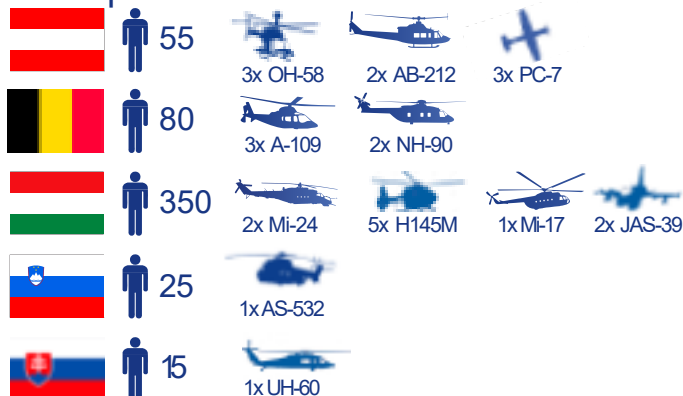 55
3x OH-58 2x AB-212 3x PC-7
80
3x A-109 2x NH-90
350
2x Mi-24 5x H145M 1x Mi-17 2x JAS-39
25
1x AS-532
15
1x UH-60